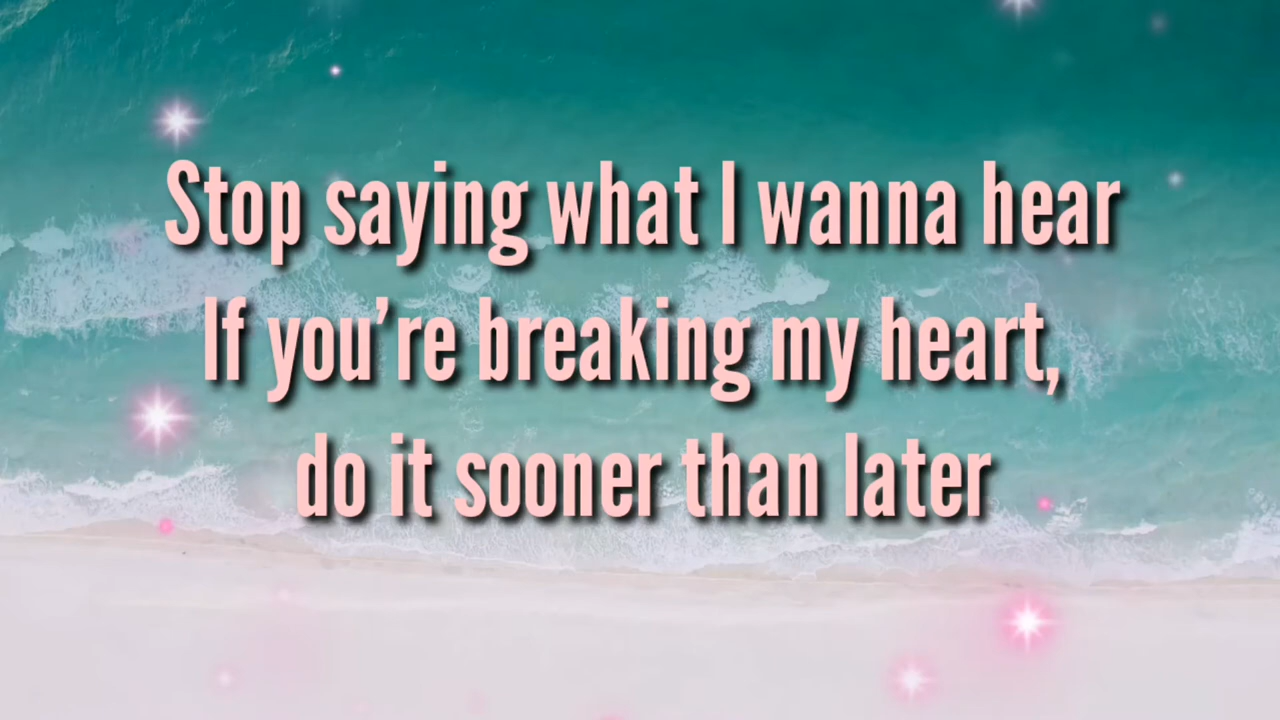 Stop saying what I wanna hear
If you’re breaking my heart,
do it sooner than later